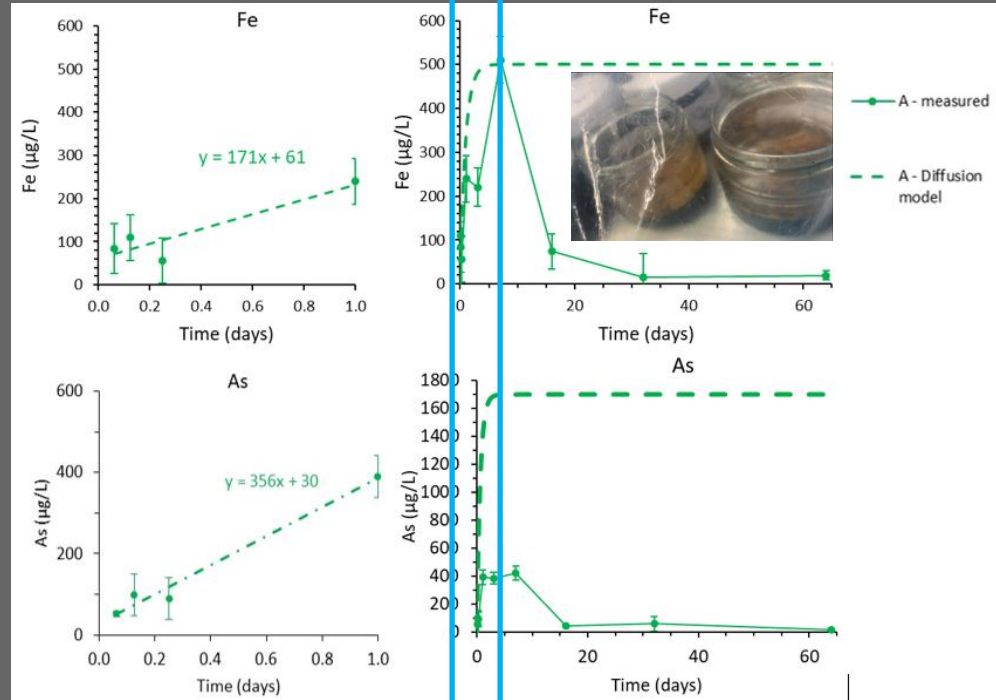 Fe
600
500
400
300
200
100
0
Fe (µg/L)
y = 171x + 61
0.0 0.2 0.4 0.6 0.8 1.0
Time (days)
Fe
600
500
400
300
200
100
0
Fe (µg/L)
0 20 40 60
Time (days)
A - measured
A - Diffusion
model
As
600
400
200
0
As (µg/L)
y = 356x + 30
0.0 0.2 0.4 0.6 0.8 1.0
Time (days)
As
1800
1600
1400
1200
1000
800
600
400
200
0
As (µg/L)
0 20 40 60
Time (days)